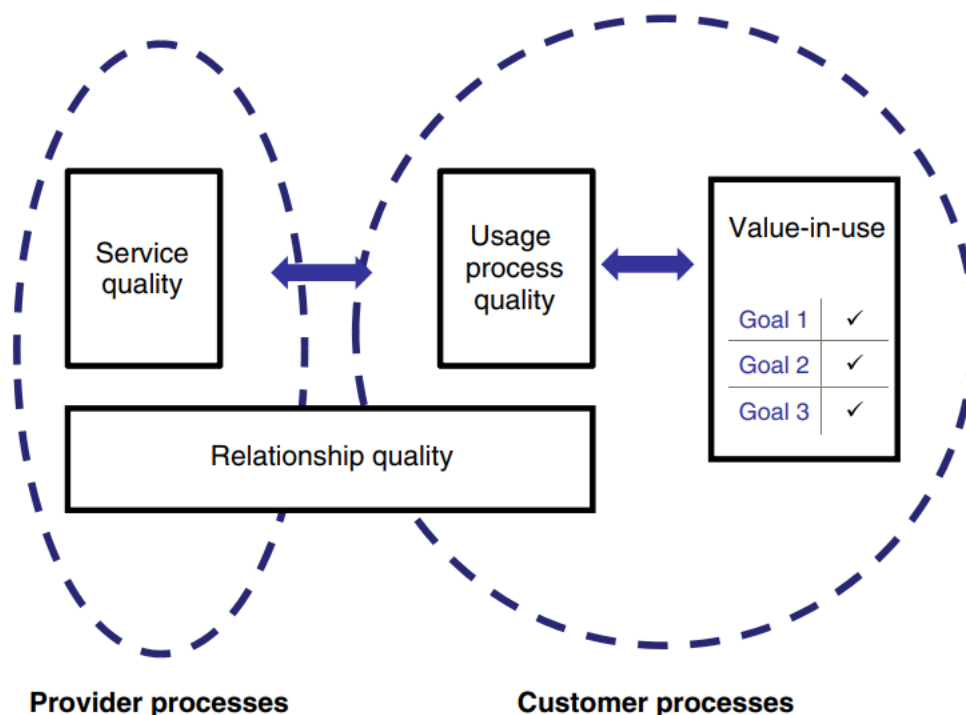 Service
quality
Usage
process
quality
Value-in-use
Goal 1 ✓
Goal 2 ✓
Goal 3 ✓
Relationship quality
Provider processes
Customer processes